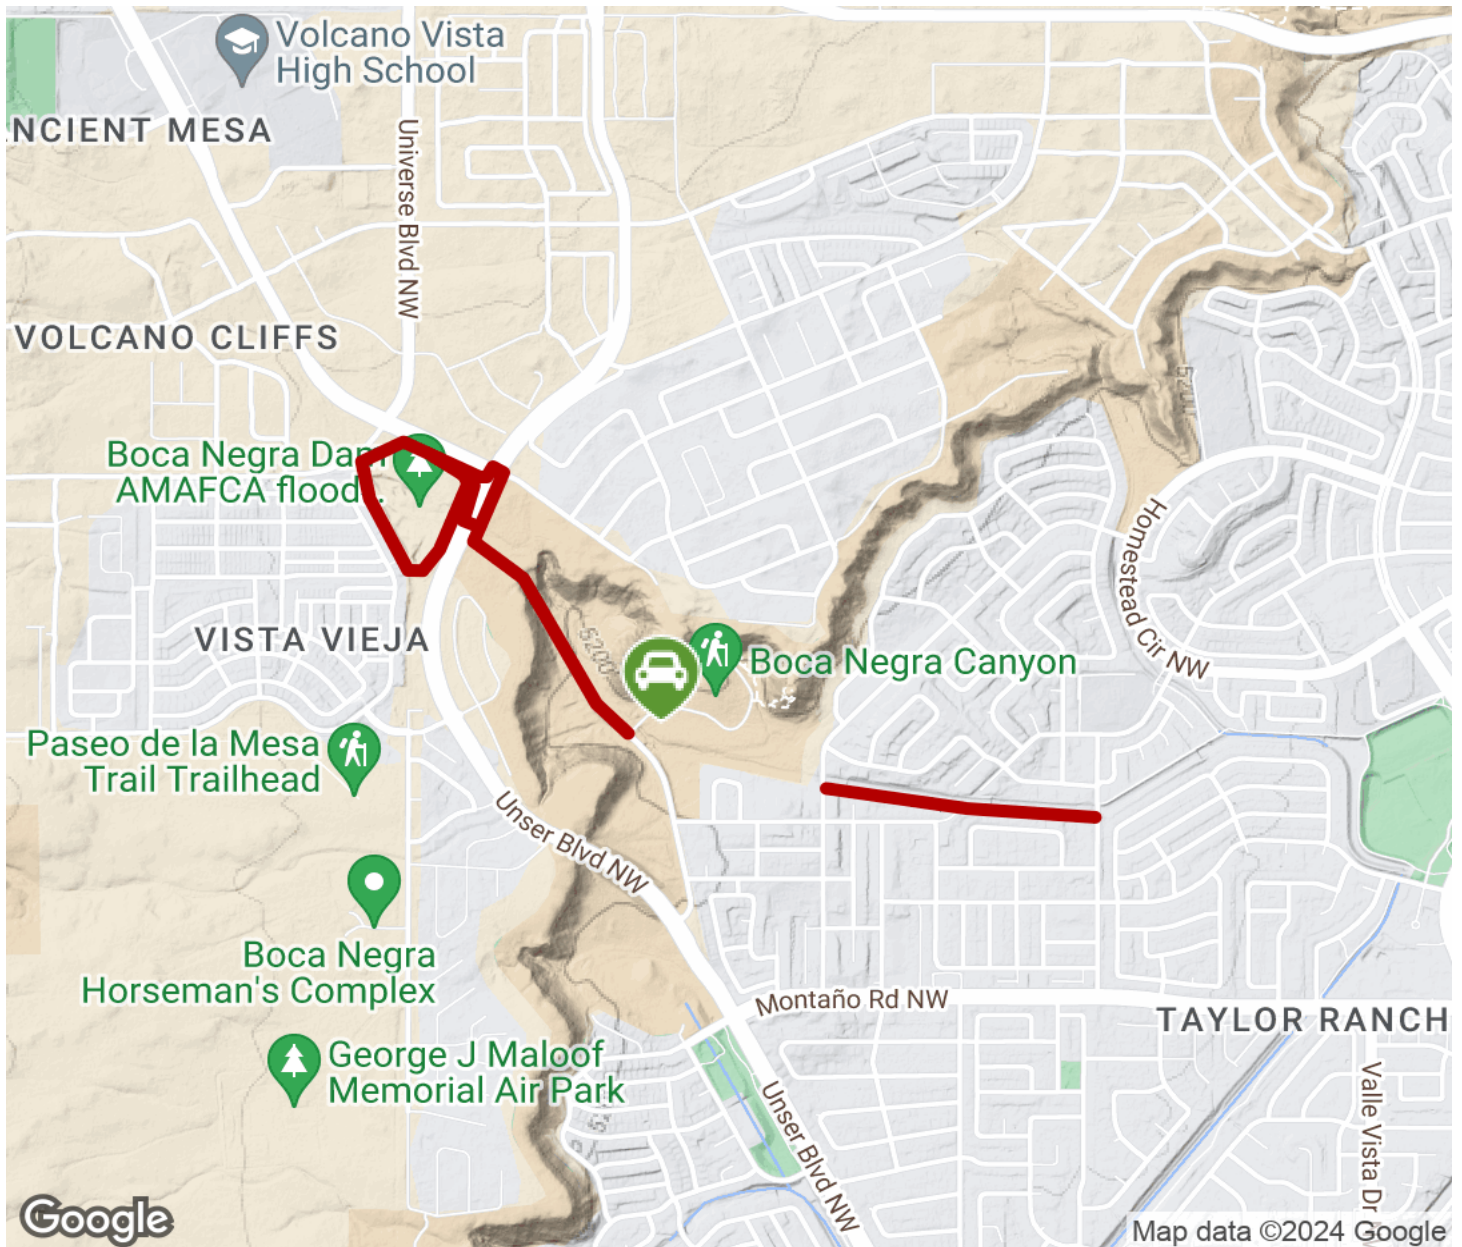 Volcano Vista
High School
NCIENT MESA
Universe Blvd NW
VOLCANO CLIFFS
5200
Boca Negra Dam
AMAFCA flood...
Homestead Cir NW
VISTA VIEJA
5200
Boca Negra Canyon
Paseo de la Mesa
Trail Trailhead
Unser Blvd NW
Boca Negra
Horseman's Complex
Montaño Rd NW
TAYLOR RANCH
George J Maloof
Memorial Air Park
Unser Blvd NW
Valle Vista Dr
Google
Map data ©2024 Google